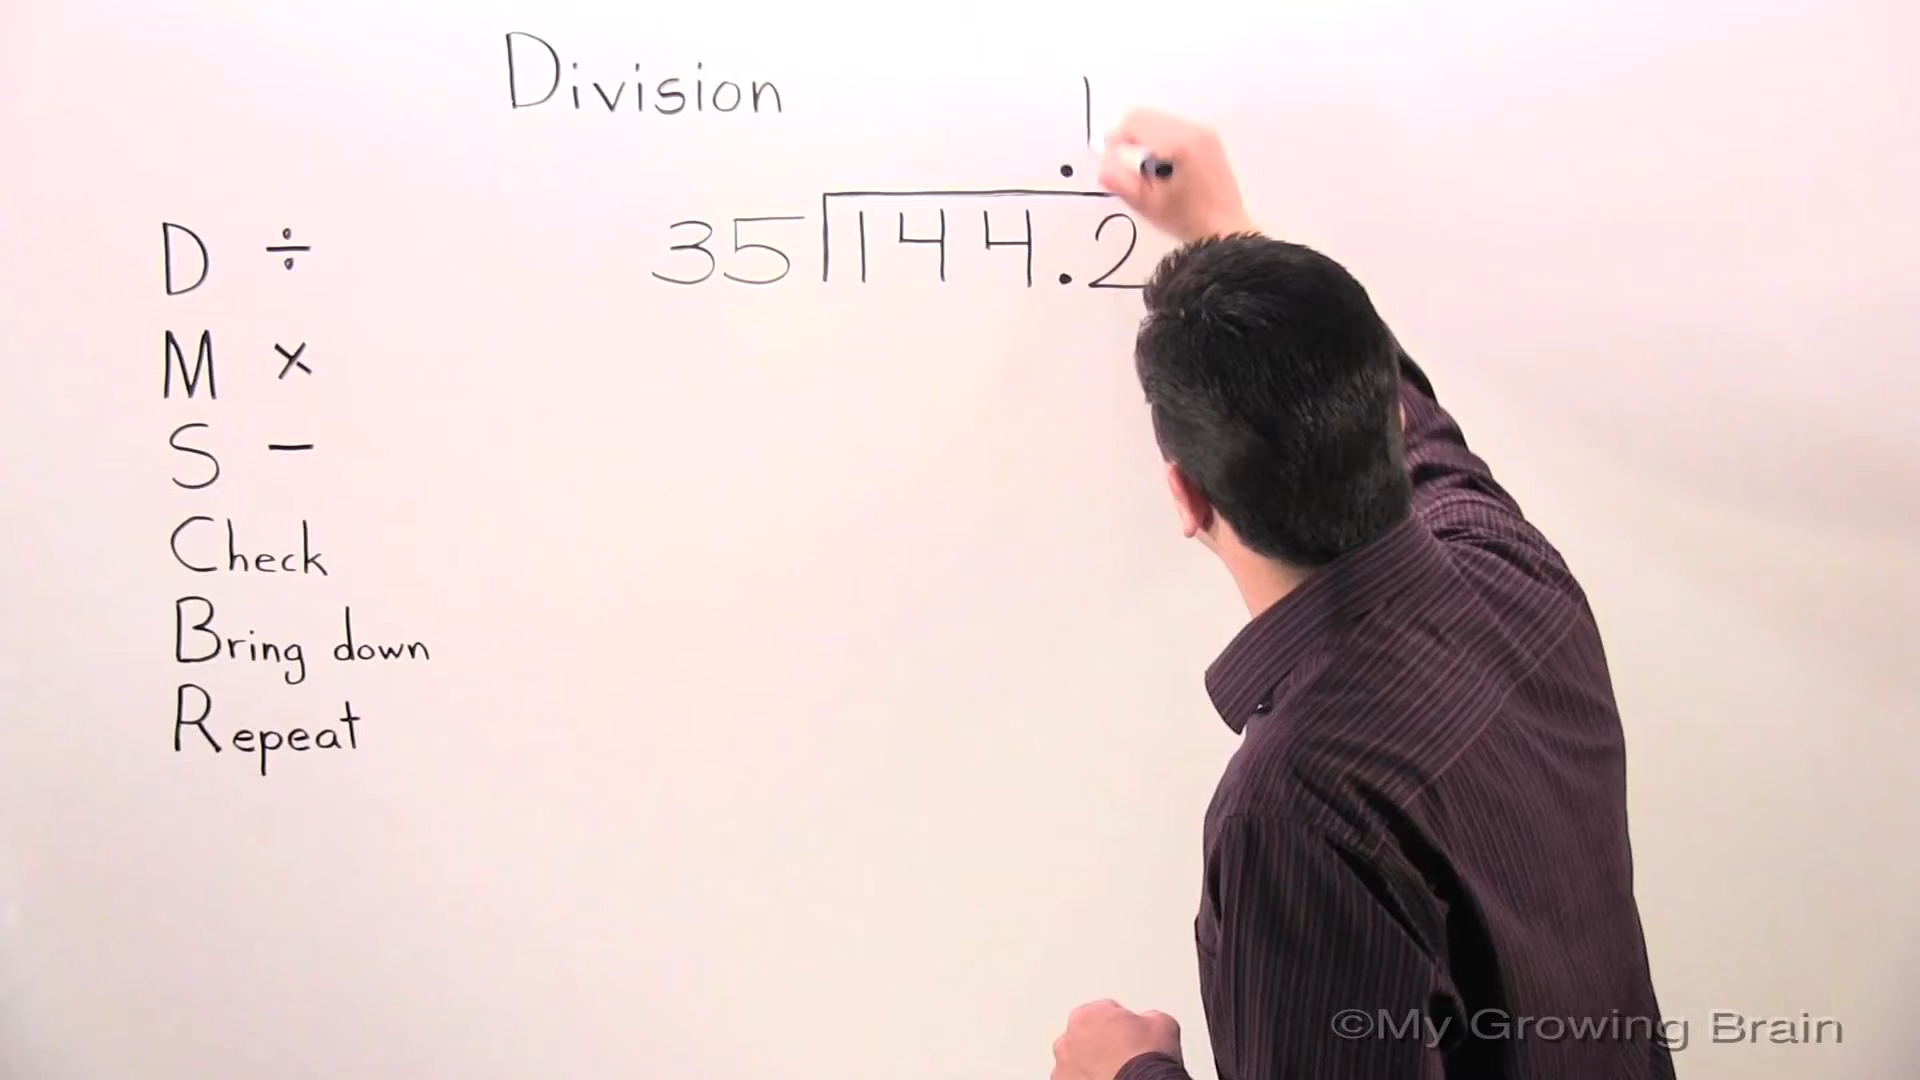 Division
.1
35 144.2
D ÷
M ×
S −
Check
Bring down
Repeat
©My Growing Brain